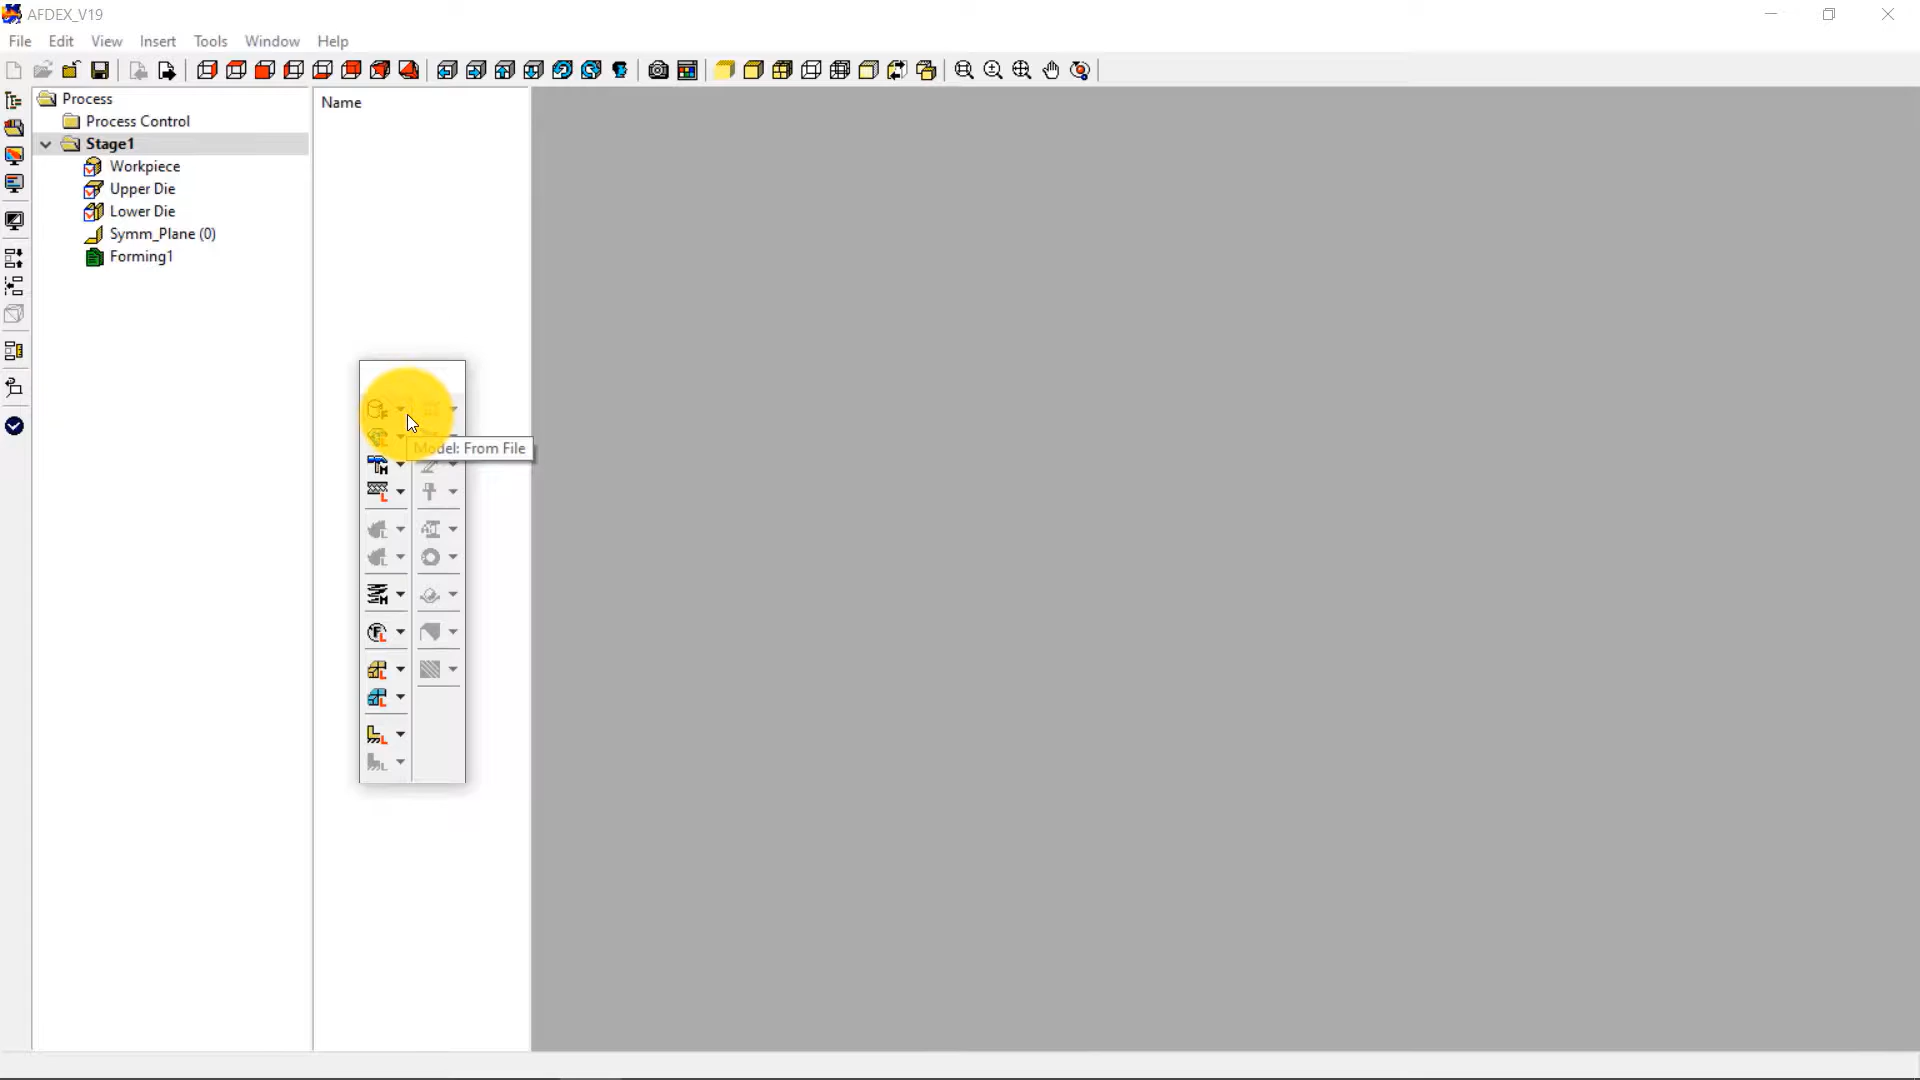 AFDEX_V19
File Edit View Insert Tools Window Help
Process
Process Control
Stage1
Workpiece
Upper Die
Lower Die
Symm_Plane (0)
Forming1
Name
Model: From File